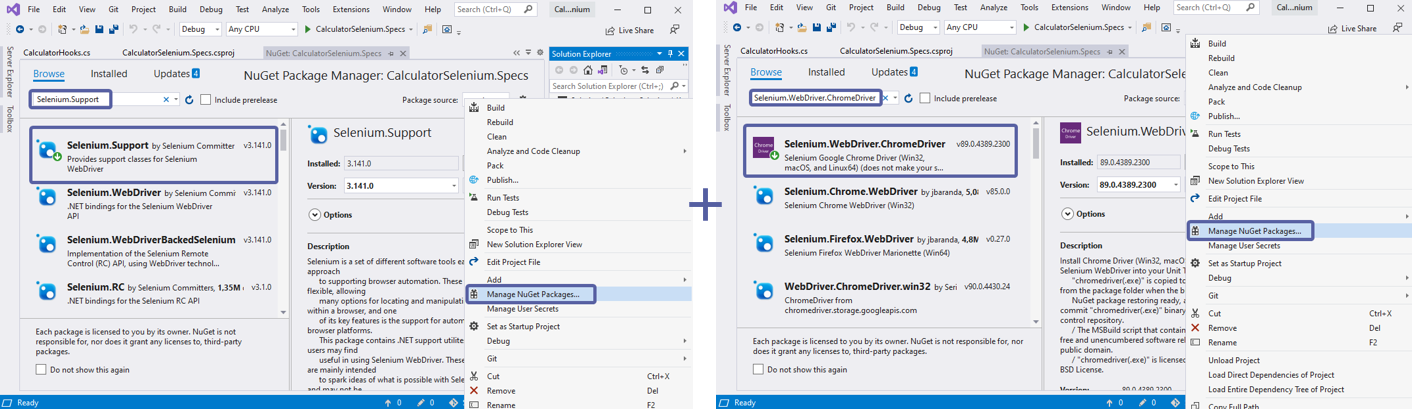 File Edit View Git Project Build Debug Test Analyze Tools Extensions Window Help Search (Ctrl+Q) Cal...nium
Debug Any CPU CalculatorSelenium.Specs Live Share
Server Explorer
Toolbox
CalculatorHooks.cs CalculatorSelenium.Specs.csproj NuGet: CalculatorSelenium.Specs
Browse Installed Updates 4 NuGet Package Manager: CalculatorSelenium.Specs
Selenium.Support Include prerelease Package source:
Solution Explorer
Search Solution Explorer (Ctrl+;)
Selenium.Support by Selenium Committer v3.141.0
Provides support classes for Selenium
WebDriver
Selenium.WebDriver by Selenium Commi v3.141.0
.NET bindings for the Selenium WebDriver
API
Selenium.WebDriverBackedSelenium v3.141.0
Implementation of the Selenium Remote
Control (RC) API, using WebDriver technol...
Selenium.RC by Selenium Committers, 1,35M v3.1.0
.NET bindings for the Selenium RC API
Each package is licensed to you by its owner. NuGet is not
responsible for, nor does it grant any licenses to, third-party
packages.
Do not show this again
Selenium.Support
Installed: 3.141.0
Version: 3.141.0
Options
Description
Selenium is a set of different software tools ea
approach
to supporting browser automation. These
flexible, allowing
many options for locating and manipulati
within a browser, and one
of its key features is the support for autom
browser platforms.
This package contains .NET support utilitie
users may find
useful in using Selenium WebDriver. These
are mainly intended
to spark ideas of what is possible with Sele
and may not be
Build
Rebuild
Clean
Analyze and Code Cleanup
Pack
Publish...
Run Tests
Debug Tests
Scope to This
New Solution Explorer View
Edit Project File
Add
Manage NuGet Packages...
Manage User Secrets
Set as Startup Project
Debug
Git
Cut Ctrl+X
Remove Del
Rename F2
Ready 0 0
+
File Edit View Git Project Build Debug Test Analyze Tools Extensions Window Help Search (Ctrl+Q) Cal...nium
Debug Any CPU CalculatorSelenium.Specs Live Share
Server Explorer
Toolbox
CalculatorHooks.cs CalculatorSelenium.Specs.csproj NuGet: CalculatorSelenium.Specs
Browse Installed Updates 4 NuGet Package Manager: Calculator
Selenium.WebDriver.ChromeDriver Include prerelease Package source:
Selenium.WebDriver.ChromeDriver v89.0.4389.2300
Selenium Google Chrome Driver (Win32,
macOS, and Linux64) (does not make your s...
Selenium.Chrome.WebDriver by jbaranda, 5,0 v85.0.0
Selenium Chrome WebDriver (Win32)
Selenium.Firefox.WebDriver by jbaranda, 4,8M v0.27.0
Selenium Firefox WebDriver Marionette (Win64)
WebDriver.ChromeDriver.win32 by Seri v90.0.4430.24
ChromeDriver from
chromedriver.storage.googleapis.com
Each package is licensed to you by its owner. NuGet is not responsible for, nor
does it grant any licenses to, third-party packages.
Do not show this again
Chrome
Driver
Selenium.WebDriv
Installed: 89.0.4389.2300
Version: 89.0.4389.2300
Options
Description
Install Chrome Driver (Win32, macO
Selenium WebDriver into your Unit T
"chromedriver(.exe)" is copied to
from the package folder when the b
NuGet package restoring ready, a
commit "chromedriver(.exe)" binary
control repository.
/ The MSBuild script that contain
free and unencumbered software rel
public domain.
/ "chromedriver(.exe)" is licensed
BSD License.
Version: 89.0.4389.2300
Build
Rebuild
Clean
Analyze and Code Cleanup
Pack
Publish...
Run Tests
Debug Tests
Scope to This
New Solution Explorer View
Edit Project File
Add
Manage NuGet Packages...
Manage User Secrets
Set as Startup Project
Debug
Git
Cut Ctrl+X
Remove Del
Rename F2
Unload Project
Load Direct Dependencies of Project
Load Entire Dependency Tree of Project
Copy Full Path
Ready 0 0